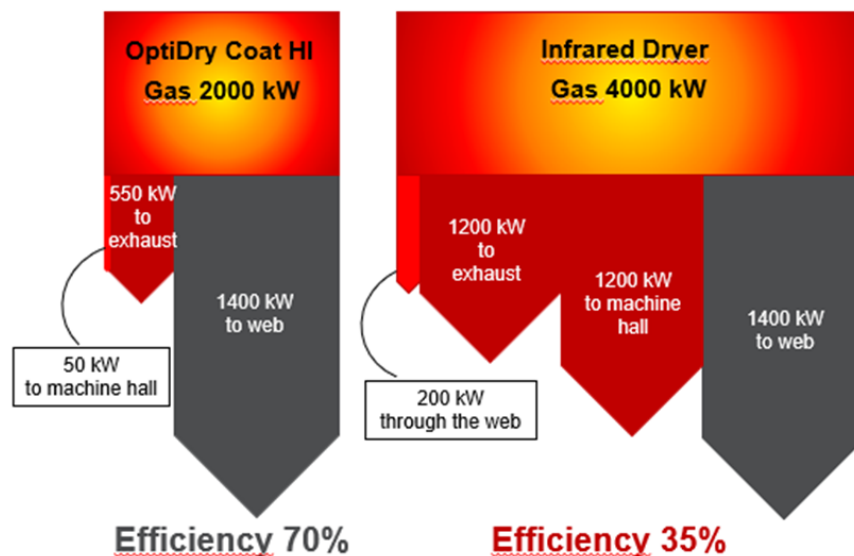 OptiDry Coat HI
Gas 2000 kW
550 kW
to
exhaust
1400 kW
to web
50 kW
to machine hall
Efficiency 70%
Infrared Dryer
Gas 4000 kW
1200 kW
to
exhaust
1200 kW
to machine
hall
1400 kW
to web
200 kW
through the web
Efficiency 35%